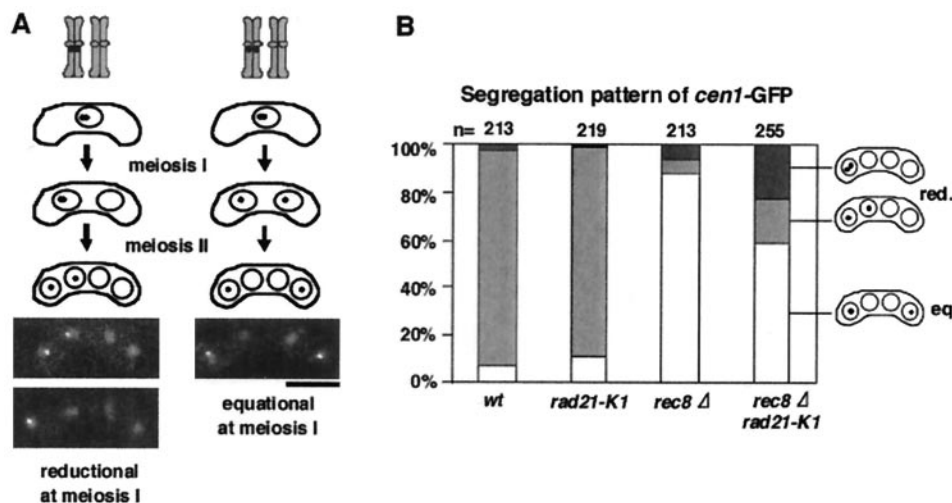 A
meiosis I
meiosis II
reductional
at meiosis I
equational
at meiosis I
B
Segregation pattern of cen1-GFP
n= 213 219 213 255
100%
80%
60%
40%
20%
0%
wt
rad21-K1
rec8 Δ
rec8 Δ
rad21-K1
red.
eq